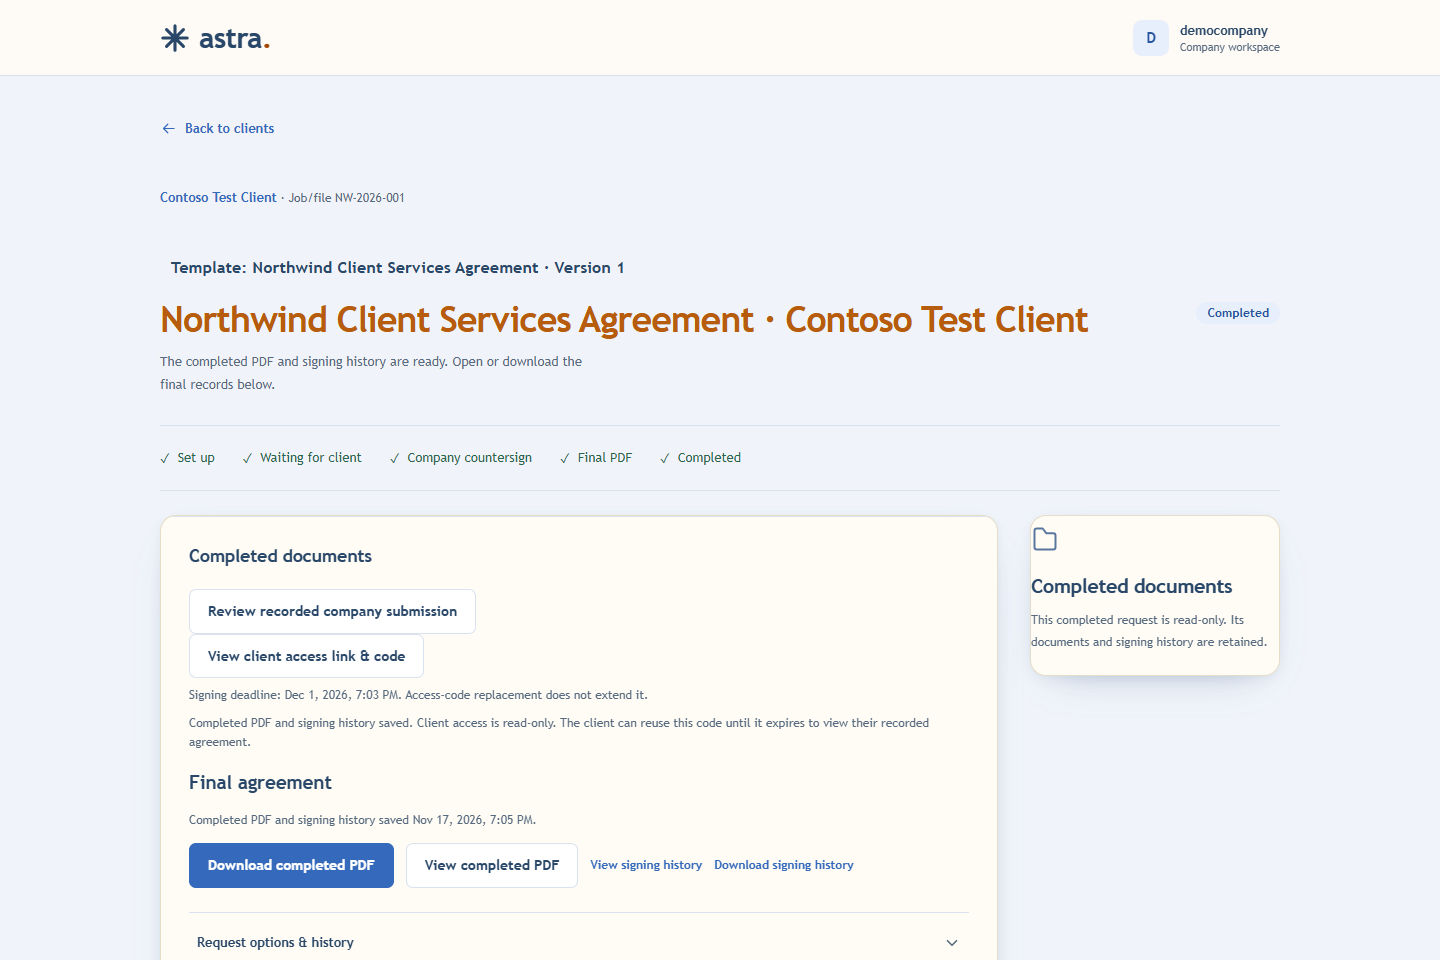 astra.
D
democompany
Company workspace
← Back to clients
Contoso Test Client · Job/file NW-2026-001
Template: Northwind Client Services Agreement · Version 1
Northwind Client Services Agreement · Contoso Test Client
Completed
The completed PDF and signing history are ready. Open or download the
final records below.
✓ Set up ✓ Waiting for client ✓ Company countersign ✓ Final PDF ✓ Completed
Completed documents
Review recorded company submission
View client access link & code
Signing deadline: Dec 1, 2026, 7:03 PM. Access-code replacement does not extend it.
Completed PDF and signing history saved. Client access is read-only. The client can reuse this code until it expires to view their recorded
agreement.
Final agreement
Completed PDF and signing history saved Nov 17, 2026, 7:05 PM.
Download completed PDF View completed PDF View signing history Download signing history
Request options & history
Completed documents
This completed request is read-only. Its
documents and signing history are retained.